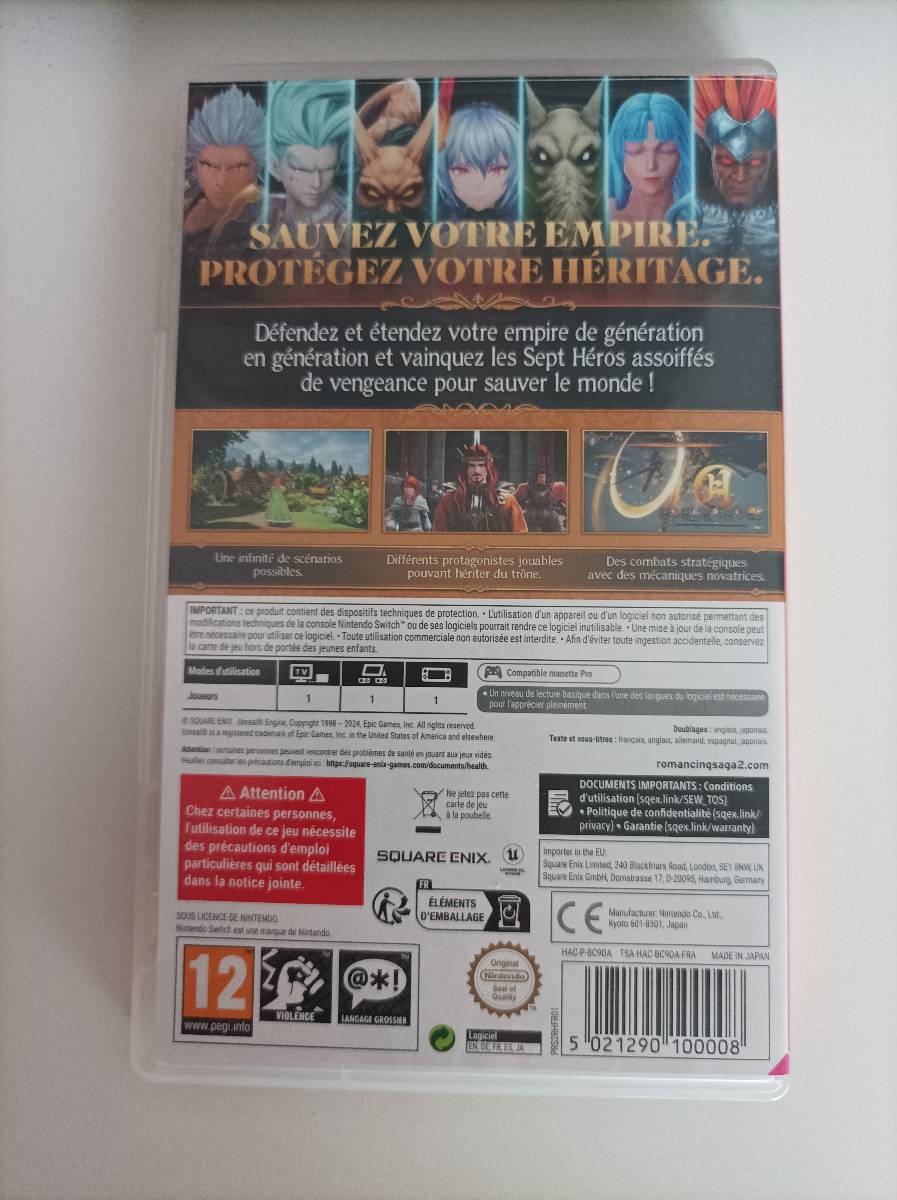 SAUVEZ VOTRE EMPIRE.
PROTÉGEZ VOTRE HÉRITAGE.
Défendez et étendez votre empire de génération
en génération et vainquez les Sept Héros assoiffés
de vengeance pour sauver le monde !
Une infinité de scénarios
possibles.
Différents protagonistes jouables
pouvant hériter du trône.
Des combats stratégiques
avec des mécaniques novatrices.
IMPORTANT : ce produit contient des dispositifs techniques de protection. • L'utilisation d'un appareil ou d'un logiciel non autorisé permettant des
modifications techniques de la console Nintendo Switch™ ou de ses logiciels pourrait rendre ce logiciel inutilisable. • Une mise à jour de la console peut
être nécessaire pour utiliser ce logiciel. • Toute utilisation commerciale non autorisée est interdite. • Afin d'éviter toute ingestion accidentelle, conservez
la carte de jeu hors de portée des jeunes enfants.
Modes d'utilisation
TV
Joueurs
1
1
1
Compatible manette Pro
• Un niveau de lecture basique dans l'une des langues du logiciel est nécessaire
pour l'apprécier pleinement.
© SQUARE ENIX Unreal® Engine, Copyright 1998 – 2024, Epic Games, Inc. All rights reserved.
Unreal® is a registered trademark of Epic Games, Inc. in the United States of America and elsewhere.
Attention : certaines personnes peuvent rencontrer des problèmes de santé en jouant aux jeux vidéo.
Veuillez consulter les précautions d'emploi ici : https://square-enix-games.com/documents/health.
Doublages : anglais, japonais.
Texte et sous-titres : français, anglais, allemand, espagnol, japonais.
romancingsaga2.com
Attention
Chez certaines personnes,
l'utilisation de ce jeu nécessite
des précautions d'emploi
particulières qui sont détaillées
dans la notice jointe.
Ne jetez pas cette
carte de jeu
à la poubelle.
SQUARE ENIX.
UNREAL
ENGINE
DOCUMENTS IMPORTANTS : Conditions
d'utilisation (sqex.link/SEW_TOS)
• Politique de confidentialité (sqex.link/
privacy) • Garantie (sqex.link/warranty)
Importer in the EU:
Square Enix Limited, 240 Blackfriars Road, London, SE1 8NW, UK
Square Enix GmbH, Domstrasse 17, D-20095, Hamburg, Germany
FR
ÉLÉMENTS
D'EMBALLAGE
CE
Manufacturer: Nintendo Co., Ltd.,
Kyoto 601-8501, Japan
SOUS LICENCE DE NINTENDO.
Nintendo Switch est une marque de Nintendo.
HAC-P-BC9DA TSA-HAC-BC9DA-FRA MADE IN JAPAN
12
www.pegi.info
VIOLENCE
@*!
LANGAGE GROSSIER
Original
Nintendo
Seal of
Quality
Logiciel
EN, DE, FR, ES, JA
PRS2RHFR01
5 021290 100008